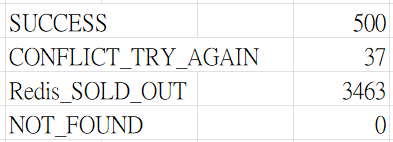 SUCCESS 500
CONFLICT_TRY_AGAIN 37
Redis_SOLD_OUT 3463
NOT_FOUND 0